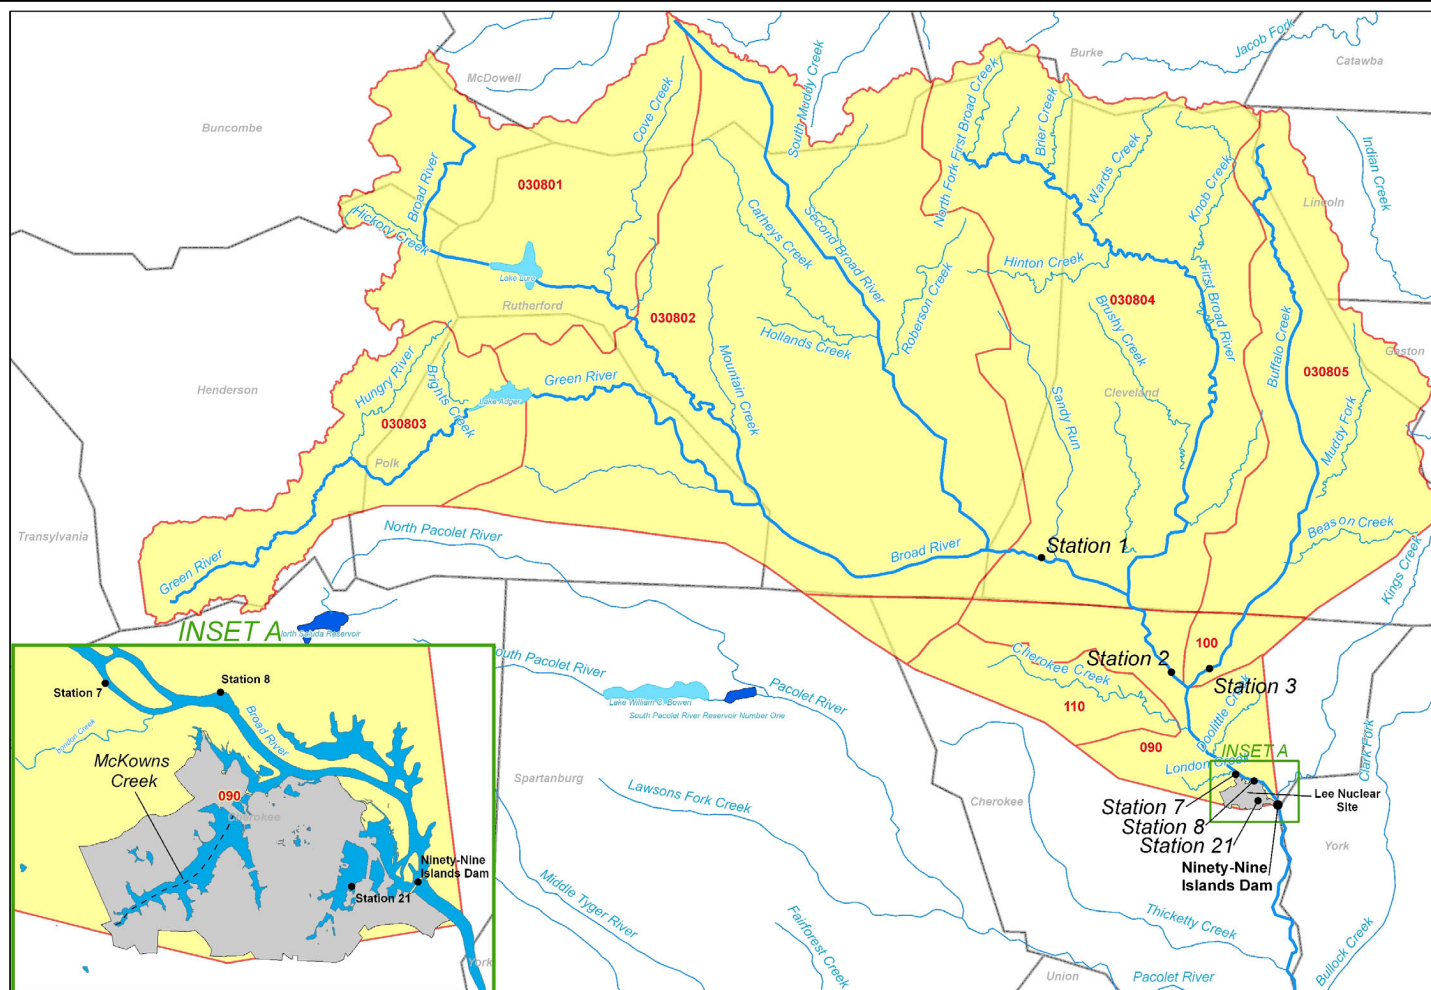 McDowell
Burke
Jacob Fork
Catawba
Buncombe
Cove Creek
South Muddy Creek
North Fork First Broad Creek
Brier Creek
Wards Creek
Knob Creek
Indian Creek
030801
Broad River
Hickory Creek
Catheys Creek
Second Broad River
Lincoln
Lake Lure
Rutherford
030802
Hinton Creek
030804
First Broad River
Brushy Creek
Roberson Creek
Hollands Creek
Buffalo Creek
Gaston
Henderson
Hungry River
Brights Creek
Green River
Mountain Creek
Lake Adger
030803
Polk
Sandy Run
Cleveland
030805
Muddy Fork
Transylvania
Green River
North Pacolet River
Broad River
Station 1
Beason Creek
Kings Creek
INSET A
orth Saluda Reservoir
outh Pacolet River
Lake William C Bowen
South Pacolet River Reservoir Number One
Pacolet River
Cherokee Creek
Station 2
100
Station 3
110
Doolittle Creek
090
INSET A
London Creek
Clark Fork
Station 7
Station 8
Station 21
Lee Nuclear
Site
Ninety-Nine
Islands Dam
York
Cherokee
Spartanburg
Lawsons Fork Creek
Middle Tyger River
Fairforest Creek
Thicketty Creek
Bullock Creek
Union
Pacolet River
Station 7
Station 8
Broad River
London Creek
McKowns
Creek
090
Cherokee
Ninety-Nine
Islands Dam
Station 21
York